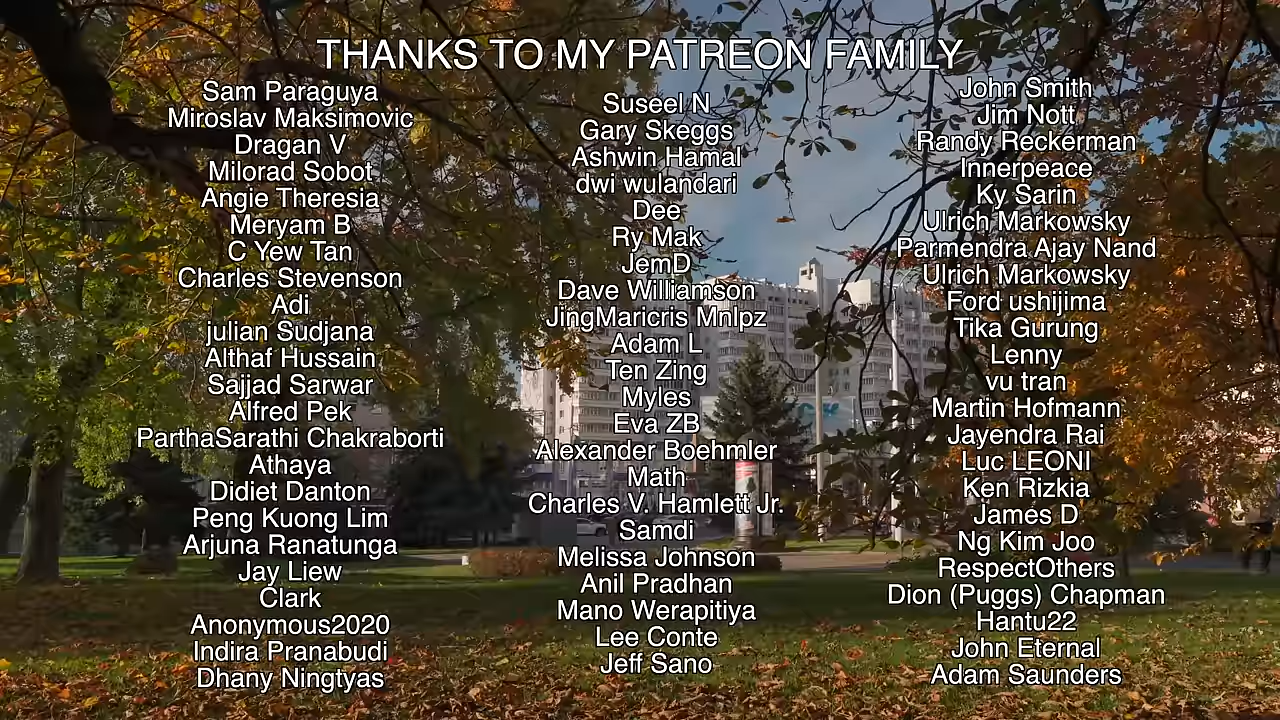 THANKS TO MY PATREON FAMILY
Sam Paraguya
Miroslav Maksimovic
Dragan V
Milorad Sobot
Angie Theresia
Meryam B
C Yew Tan
Charles Stevenson
Adi
julian Sudjana
Althaf Hussain
Sajjad Sarwar
Alfred Pek
ParthaSarathi Chakraborti
Athaya
Didiet Danton
Peng Kuong Lim
Arjuna Ranatunga
Jay Liew
Clark
Anonymous2020
Indira Pranabudi
Dhany Ningtyas
Suseel N
Gary Skeggs
Ashwin Hamal
dwi wulandari
Dee
Ry Mak
JemD
Dave Williamson
JingMaricris Mnlpz
Adam L
Ten Zing
Myles
Eva ZB
Alexander Boehmler
Math
Charles V. Hamlett Jr.
Samdi
Melissa Johnson
Anil Pradhan
Mano Werapitiya
Lee Conte
Jeff Sano
John Smith
Jim Nott
Randy Reckerman
Innerpeace
Ky Sarin
Ulrich Markowsky
Parmendra Ajay Nand
Ulrich Markowsky
Ford ushijima
Tika Gurung
Lenny
vu tran
Martin Hofmann
Jayendra Rai
Luc LEONI
Ken Rizkia
James D
Ng Kim Joo
RespectOthers
Dion (Puggs) Chapman
Hantu22
John Eternal
Adam Saunders